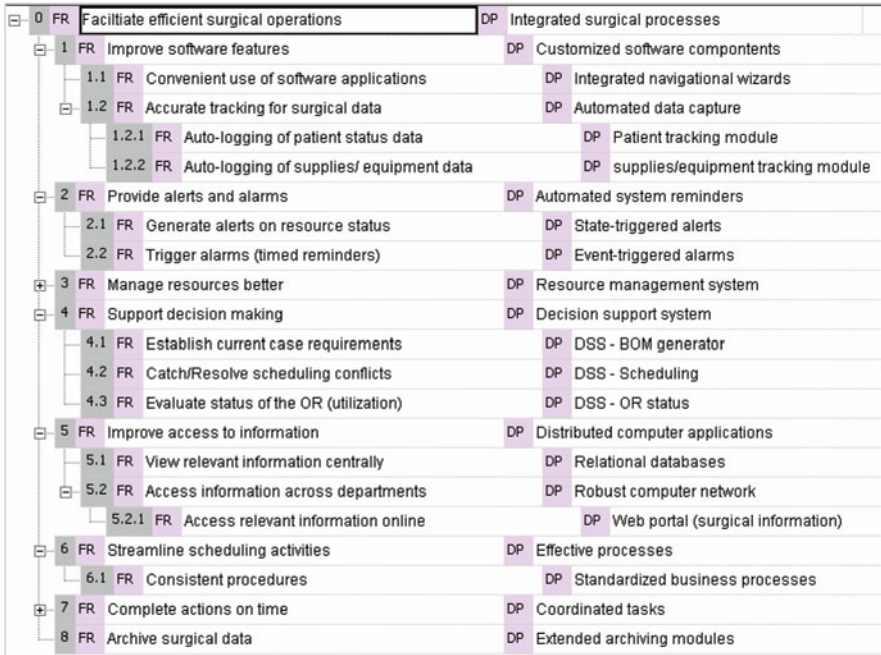 0 FR Faciltiate efficient surgical operations DP Integrated surgical processes
1 FR Improve software features DP Customized software compontents
1.1 FR Convenient use of software applications DP Integrated navigational wizards
1.2 FR Accurate tracking for surgical data DP Automated data capture
1.2.1 FR Auto-logging of patient status data DP Patient tracking module
1.2.2 FR Auto-logging of supplies/ equipment data DP supplies/equipment tracking module
2 FR Provide alerts and alarms DP Automated system reminders
2.1 FR Generate alerts on resource status DP State-triggered alerts
2.2 FR Trigger alarms (timed reminders) DP Event-triggered alarms
3 FR Manage resources better DP Resource management system
4 FR Support decision making DP Decision support system
4.1 FR Establish current case requirements DP DSS - BOM generator
4.2 FR Catch/Resolve scheduling conflicts DP DSS - Scheduling
4.3 FR Evaluate status of the OR (utilization) DP DSS - OR status
5 FR Improve access to information DP Distributed computer applications
5.1 FR View relevant information centrally DP Relational databases
5.2 FR Access information across departments DP Robust computer network
5.2.1 FR Access relevant information online DP Web portal (surgical information)
6 FR Streamline scheduling activities DP Effective processes
6.1 FR Consistent procedures DP Standardized business processes
7 FR Complete actions on time DP Coordinated tasks
8 FR Archive surgical data DP Extended archiving modules